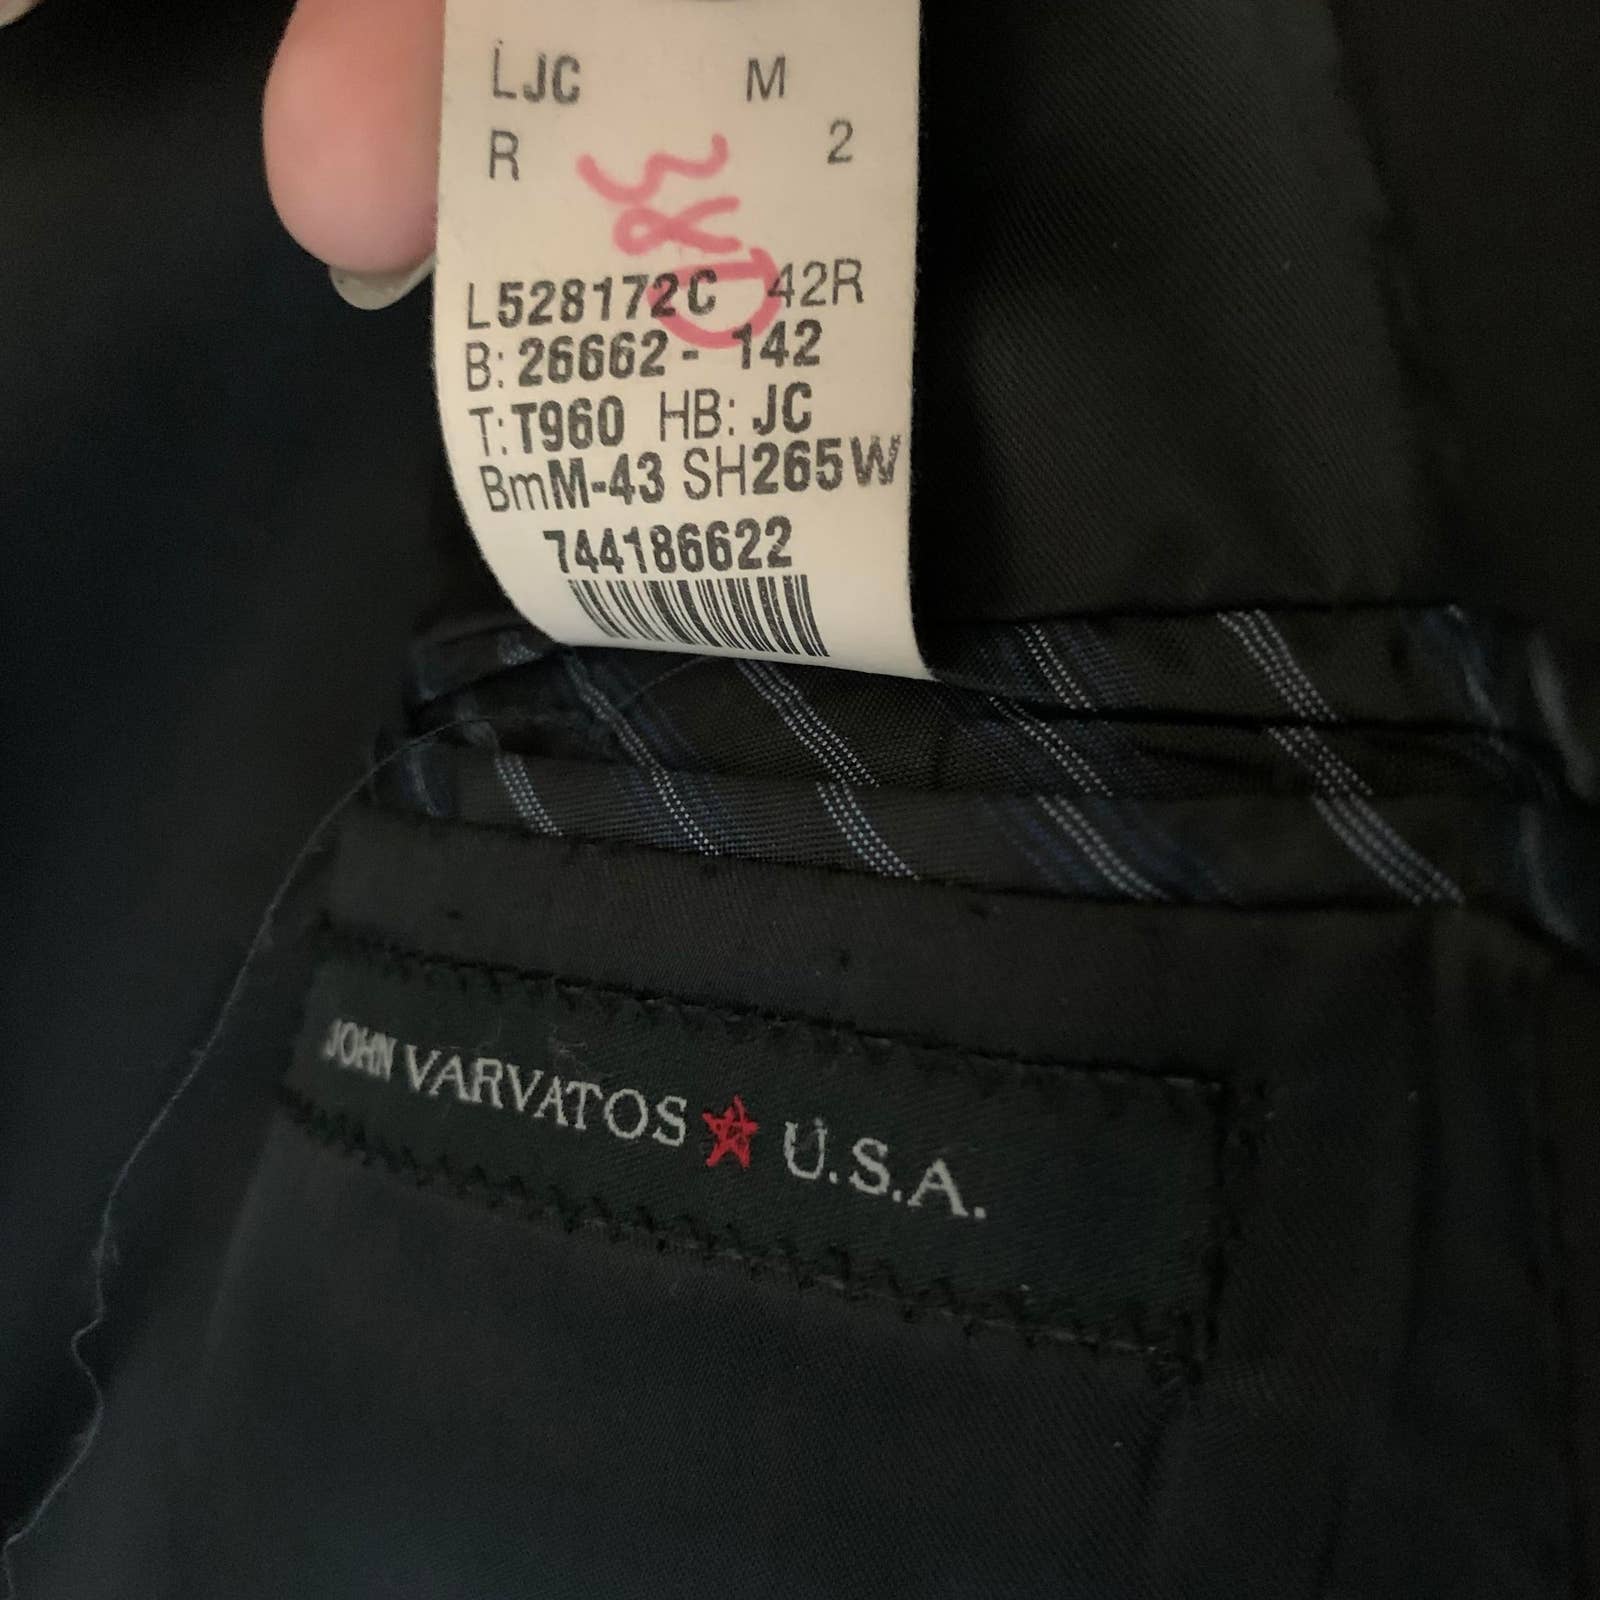 LJC M
R 2
L528172C 42R
B: 26662- 142
T: T960 HB: JC
BmM-43 SH265W
744186622
JOHN VARVATOS ★ U.S.A.